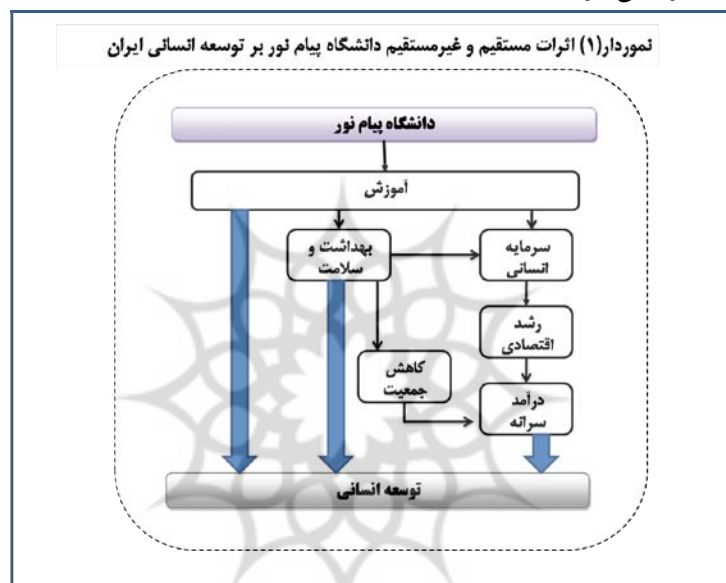 نموردار(۱) اثرات مستقیم و غیرمستقیم دانشگاه پیام نور بر توسعه انسانی ایران
دانشگاه پیام نور
آموزش
بهداشت و
سلامت
سرمایه
انسانی
رشد
اقتصادی
کاهش
جمعیت
درآمد
سرانه
توسعه انسانی